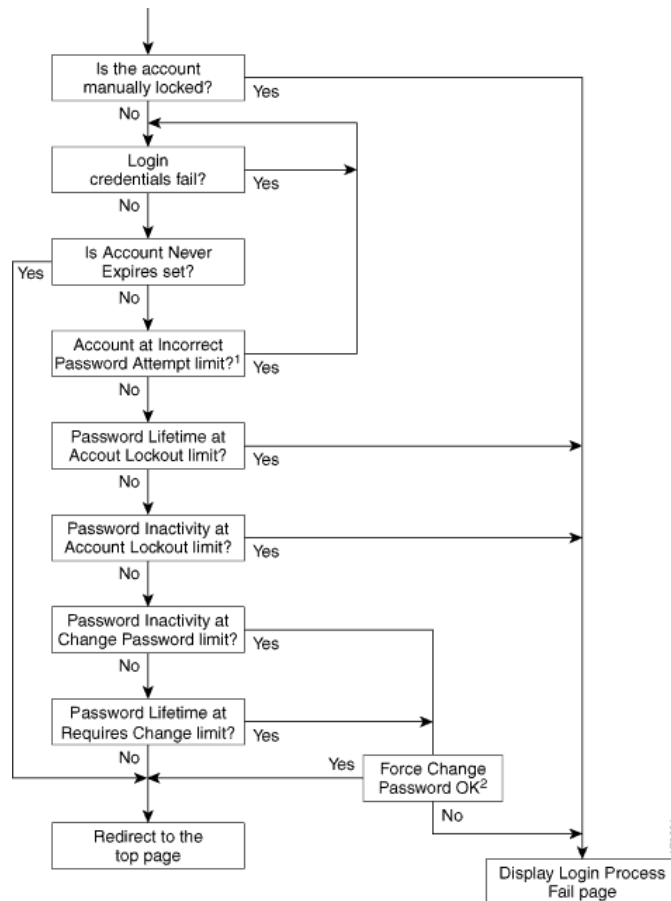 Is the account
manually locked?
Yes
No
Login
credentials fail?
Yes
No
Is Account Never
Expires set?
Yes
No
Account at Incorrect
Password Attempt limit?1
Yes
No
Password Lifetime at
Accout Lockout limit?
Yes
No
Password Inactivity at
Account Lockout limit?
Yes
No
Password Inactivity at
Change Password limit?
Yes
No
Password Lifetime at
Requires Change limit?
Yes
No
Yes
Force Change
Password OK2
No
Redirect to the
top page
Display Login Process
Fail page